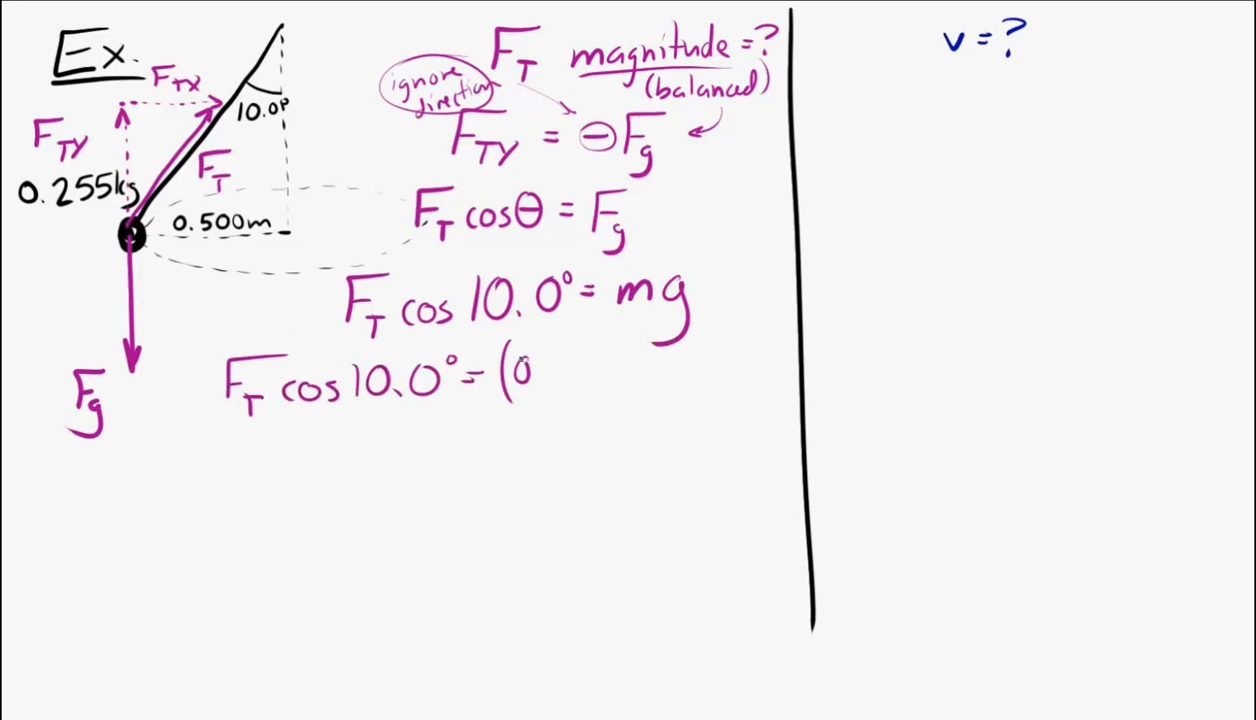 Ex.
F_TX
10.0°
F_TY
F_T
0.255kg
0.500m
F_g
F_T magnitude = ?
ignore direction
(balanced)
F_TY = -F_g
F_T cosθ = F_g
F_T cos 10.0° = mg
F_T cos 10.0° = (0
v = ?